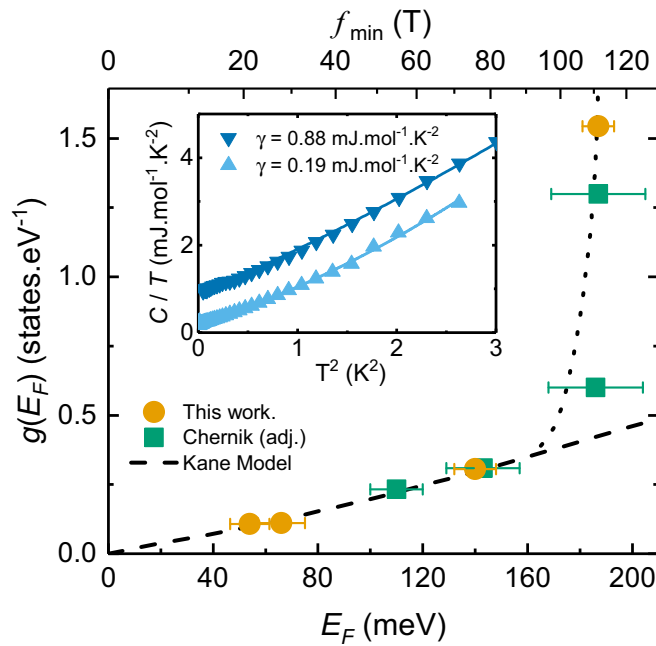 f min (T)
0 20 40 60 80 100 120
1.5
1.0
0.5
0.0
g(E_F) (states.eV⁻¹)
4
2
0
C / T (mJ.mol⁻¹.K⁻²)
γ = 0.88 mJ.mol⁻¹.K⁻²
γ = 0.19 mJ.mol⁻¹.K⁻²
0 1 2 3
T² (K²)
This work.
Chernik (adj.)
Kane Model
0 40 80 120 160 200
E_F (meV)